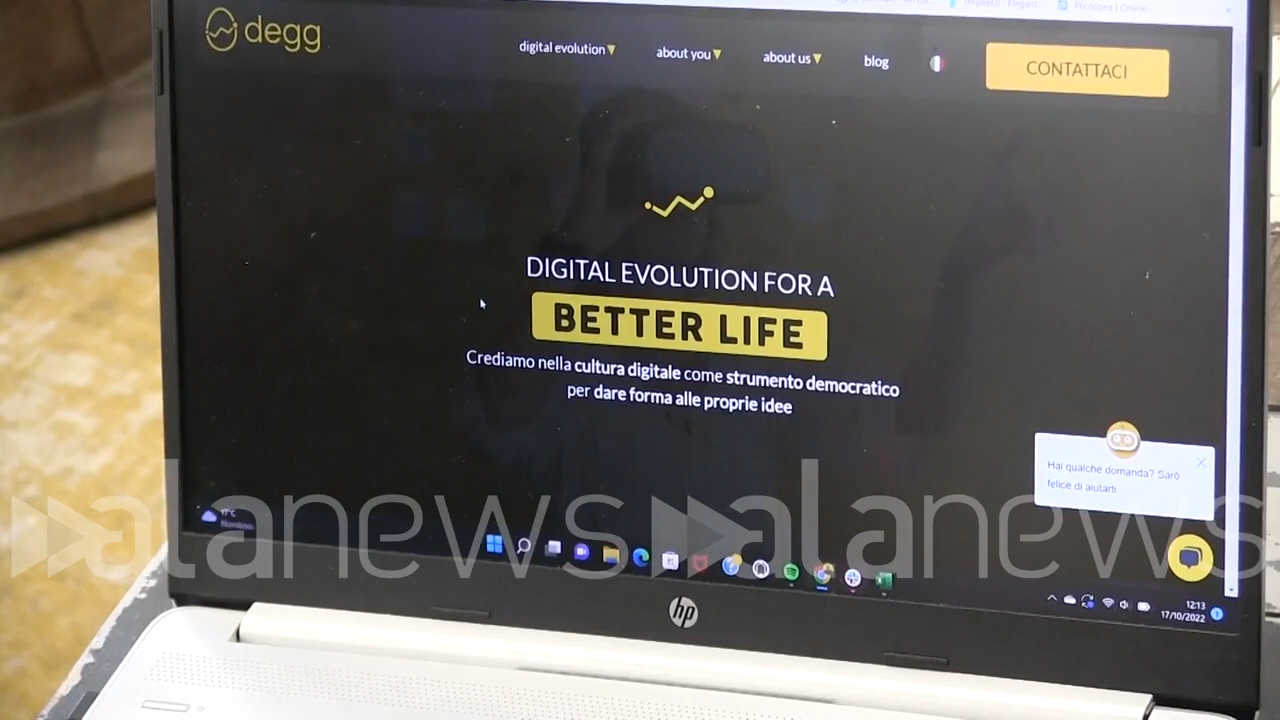 degg
digital evolution
about you
about us
blog
CONTATTACI
DIGITAL EVOLUTION FOR A
BETTER LIFE
Crediamo nella cultura digitale come strumento democratico
per dare forma alle proprie idee
Hai qualche domanda? Sarò
felice di aiutarti
alanews alanews
12:13
17/10/2022
hp